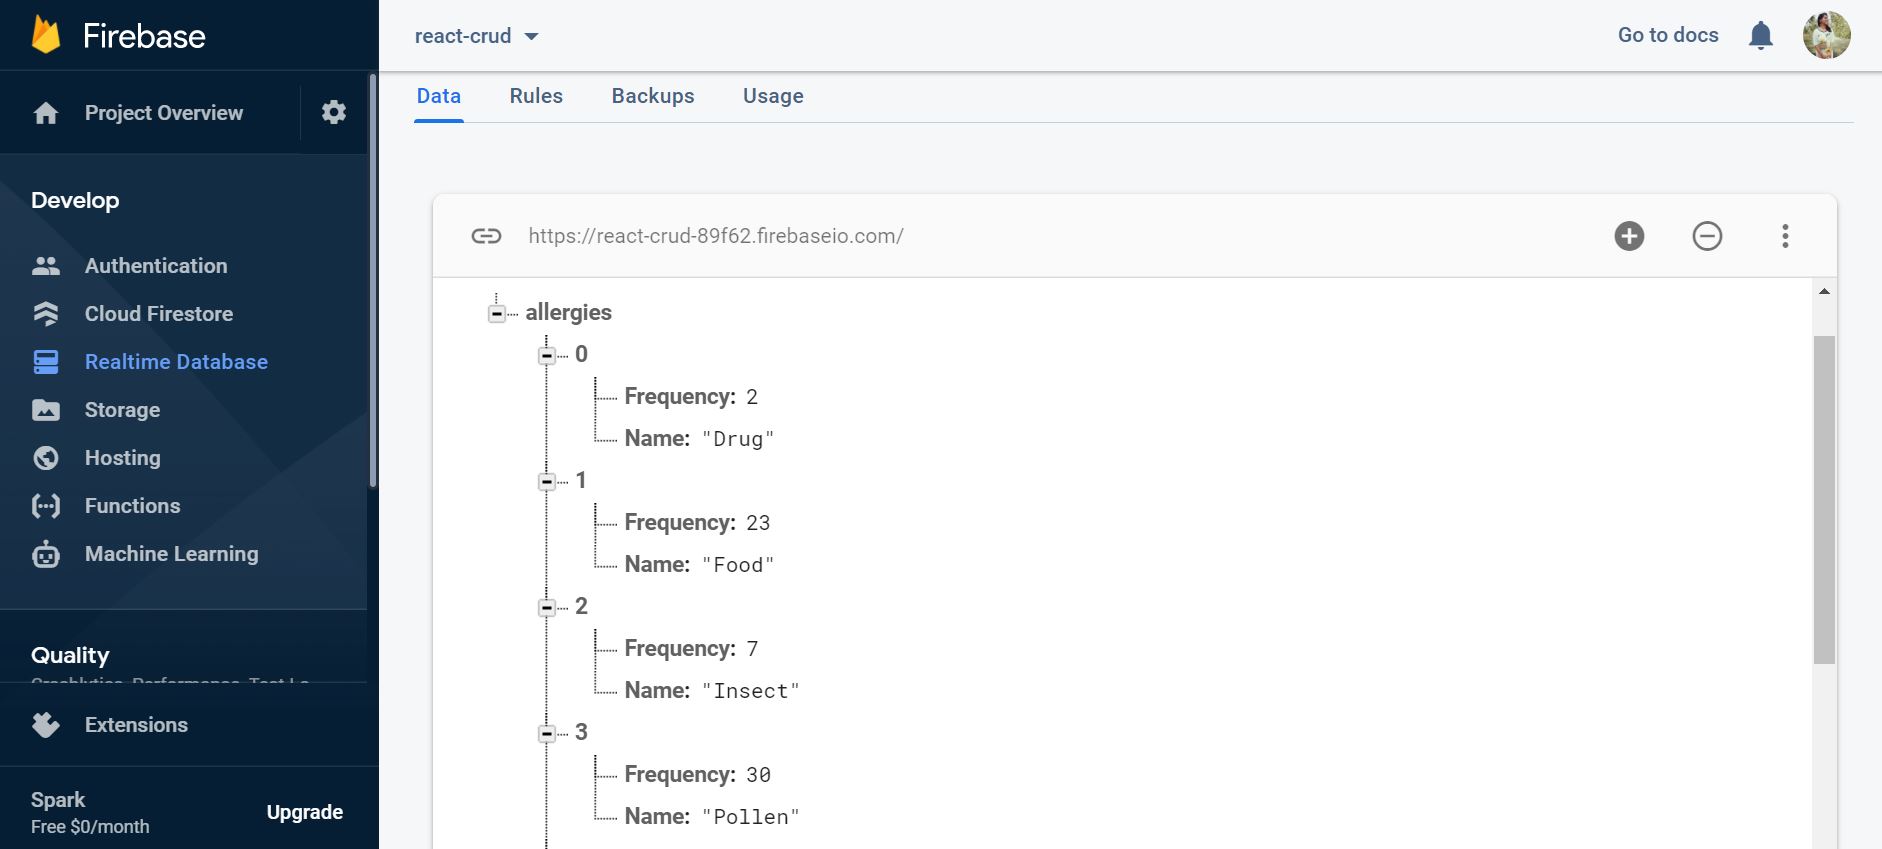 Firebase
react-crud
Go to docs
Project Overview
Data Rules Backups Usage
Develop
Authentication
Cloud Firestore
Realtime Database
Storage
Hosting
Functions
Machine Learning
Quality
Extensions
Spark
Free $0/month
Upgrade
https://react-crud-89f62.firebaseio.com/
allergies
0
Frequency: 2
Name: "Drug"
1
Frequency: 23
Name: "Food"
2
Frequency: 7
Name: "Insect"
3
Frequency: 30
Name: "Pollen"